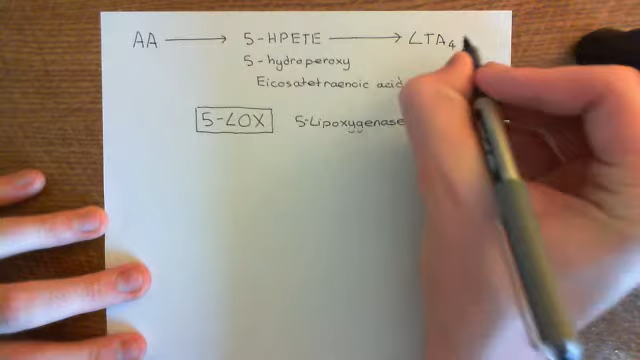 AA → 5-HPETE → LTA₄
5-hydroperoxy
Eicosatetraenoic acid
5-LOX 5-Lipoxygenase